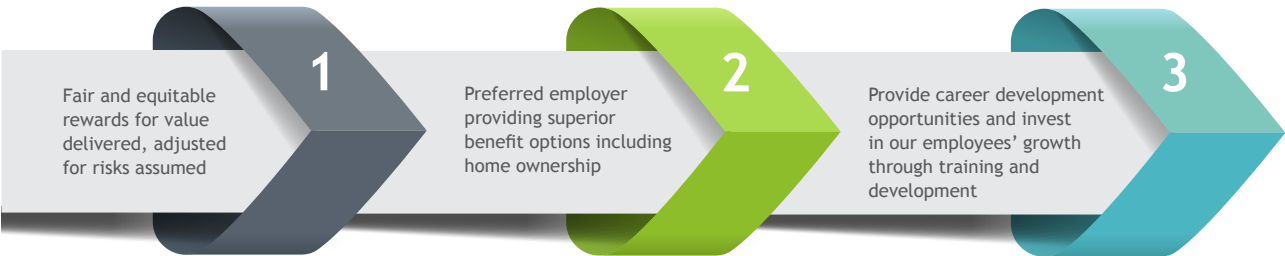 1
Fair and equitable
rewards for value
delivered, adjusted
for risks assumed
2
Preferred employer
providing superior
benefit options including
home ownership
3
Provide career development
opportunities and invest
in our employees’ growth
through training and
development